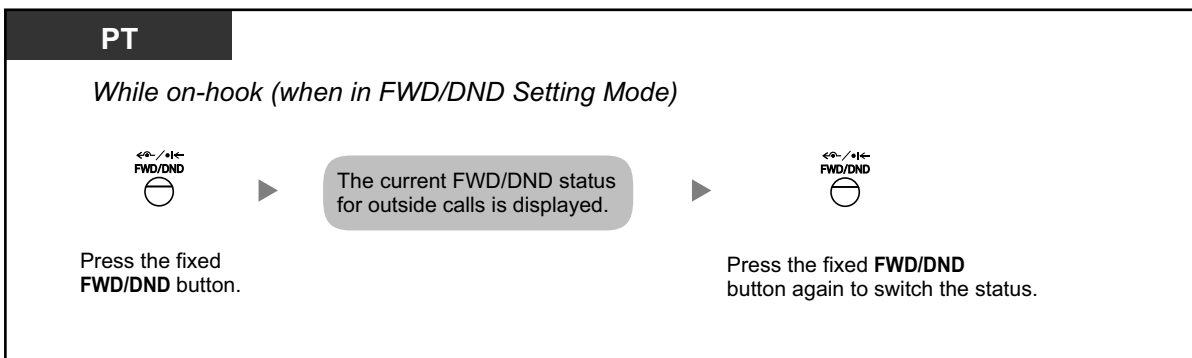 PT
While on-hook (when in FWD/DND Setting Mode)
FWD/DND
The current FWD/DND status
for outside calls is displayed.
FWD/DND
Press the fixed
FWD/DND button.
Press the fixed FWD/DND
button again to switch the status.